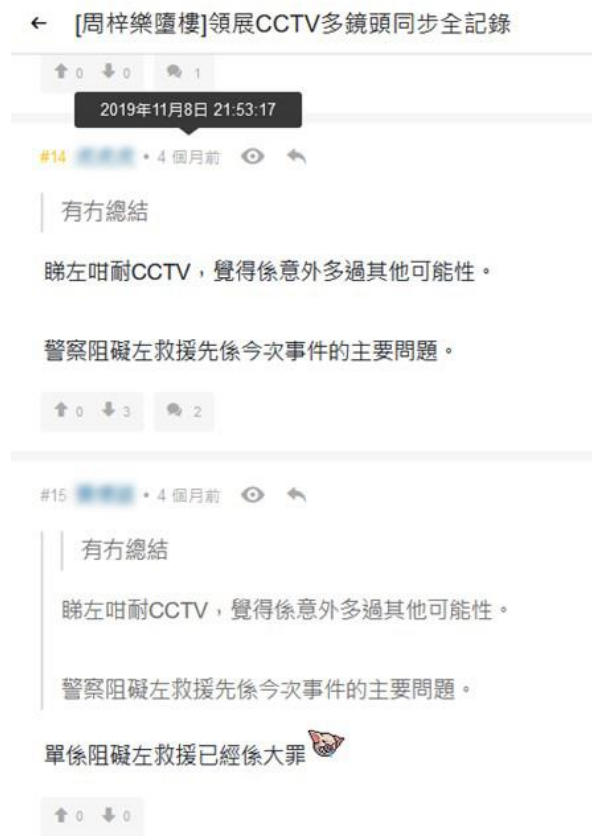 [周梓樂墮樓]領展CCTV多鏡頭同步全記錄
0 0 1
2019年11月8日 21:53:17
#14 • 4 個月前
有冇總結
睇左咁耐CCTV，覺得係意外多過其他可能性。
警察阻礙左救援先係今次事件的主要問題。
0 3 2
#15 • 4 個月前
有冇總結
睇左咁耐CCTV，覺得係意外多過其他可能性。
警察阻礙左救援先係今次事件的主要問題。
單係阻礙左救援已經係大罪
0 0